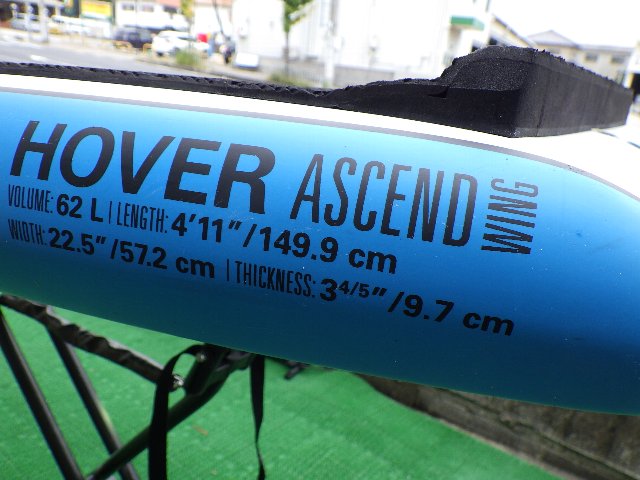 HOVER ASCEND WING
VOLUME: 62 L | LENGTH: 4'11"/149.9 cm
WIDTH: 22.5"/57.2 cm | THICKNESS: 3 4/5"/9.7 cm